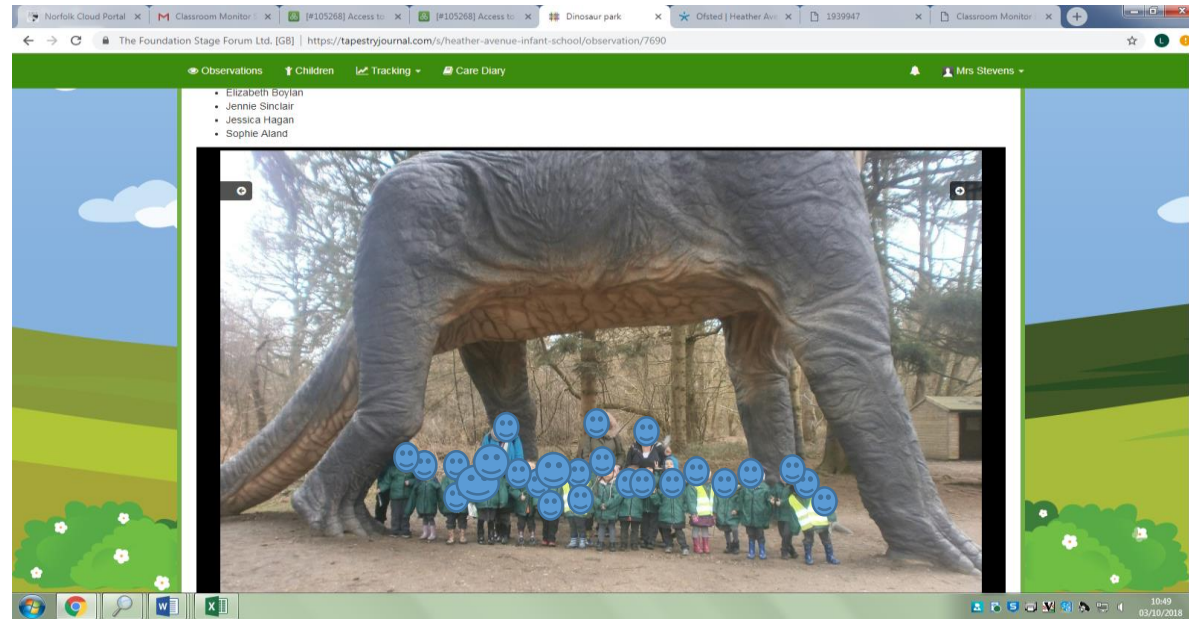 Norfolk Cloud Portal
Classroom Monitor S
[#105268] Access to
[#105268] Access to
Dinosaur park
Ofsted | Heather Ave
1939947
Classroom Monitor
The Foundation Stage Forum Ltd. [GB] | https://tapestryjournal.com/s/heather-avenue-infant-school/observation/7690
L
Observations Children Tracking Care Diary Mrs Stevens
• Elizabeth Boylan
• Jennie Sinclair
• Jessica Hagan
• Sophie Aland
10:49
03/10/2018